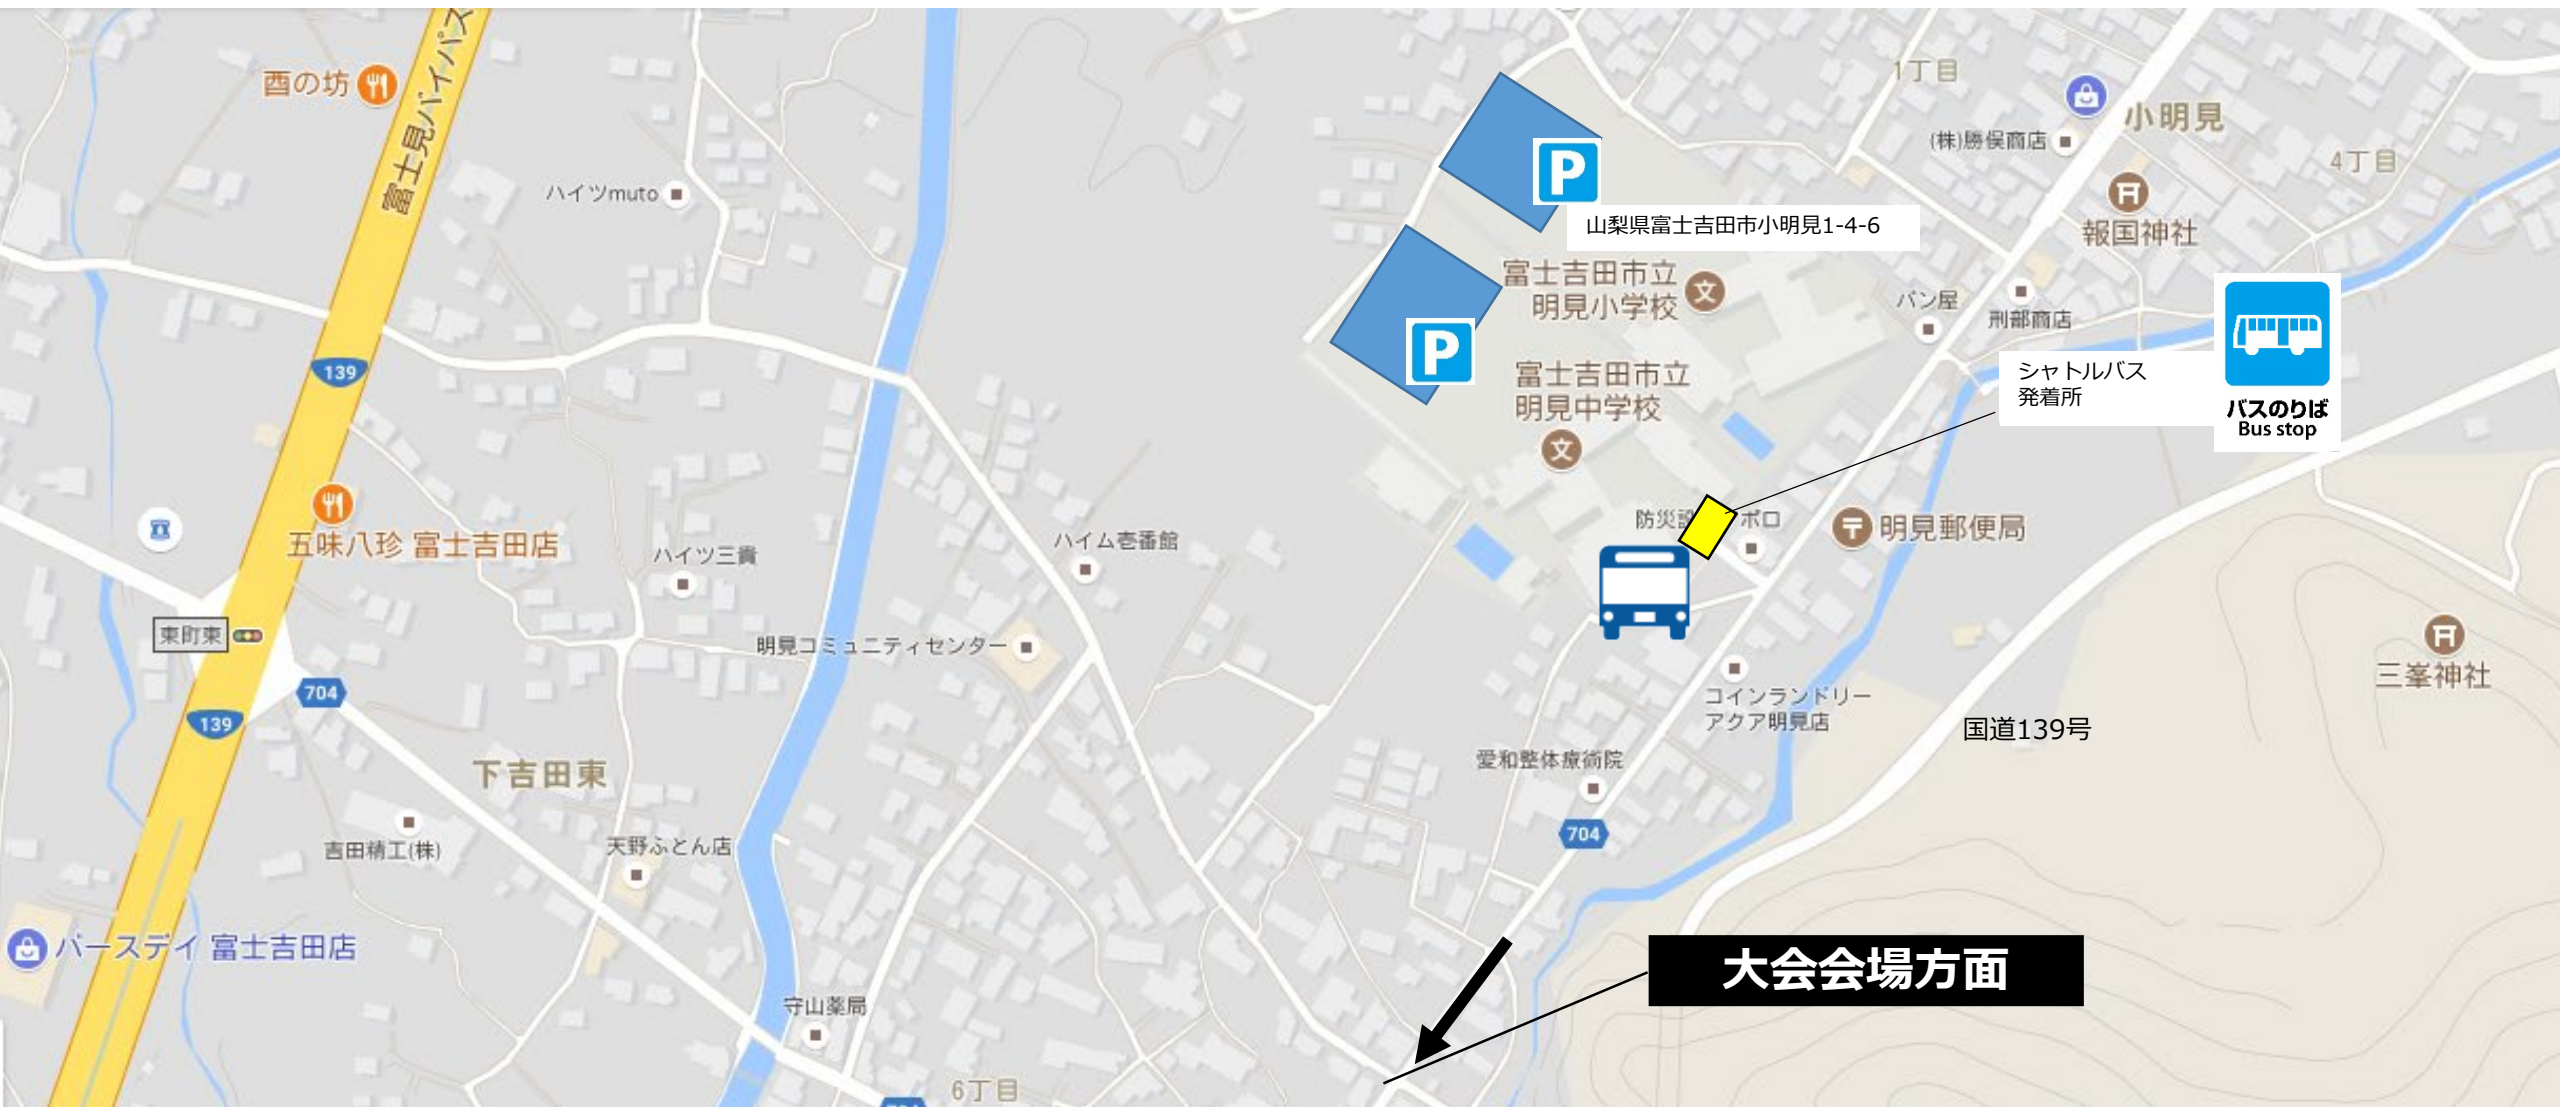 富士見バイパス
酉の坊
1丁目
小明見
(株)勝俣商店
4丁目
P
ハイツmuto
山梨県富士吉田市小明見1-4-6
報国神社
富士吉田市立
明見小学校
文
パン屋
刑部商店
P
139
シャトルバス
発着所
バスのりば
Bus stop
富士吉田市立
明見中学校
文
五味八珍 富士吉田店
ハイツ三貴
ハイム壱番館
明見郵便局
東町東
明見コミュニティセンター
704
139
コインランドリー
アクア明見店
三峯神社
国道139号
下吉田東
愛和整体療術院
704
吉田精工(株)
天野ふとん店
バースデイ 富士吉田店
大会会場方面
守山薬局
6丁目